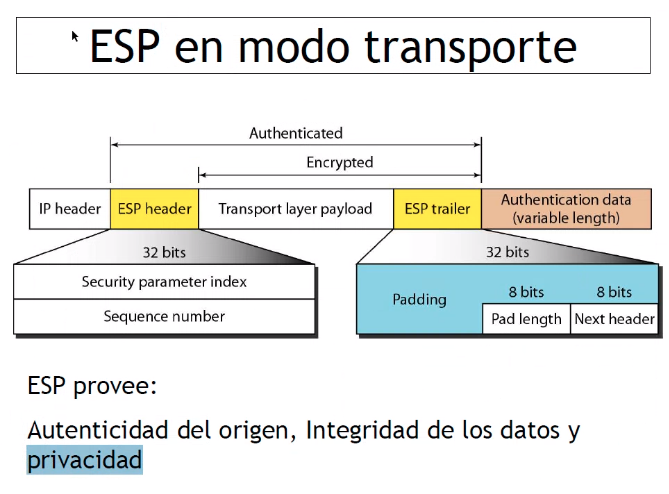 ESP en modo transporte
Authenticated
Encrypted
IP header
ESP header
Transport layer payload
ESP trailer
Authentication data
(variable length)
32 bits
32 bits
Security parameter index
Sequence number
Padding
8 bits
8 bits
Pad length
Next header
ESP provee:
Autenticidad del origen, Integridad de los datos y
privacidad